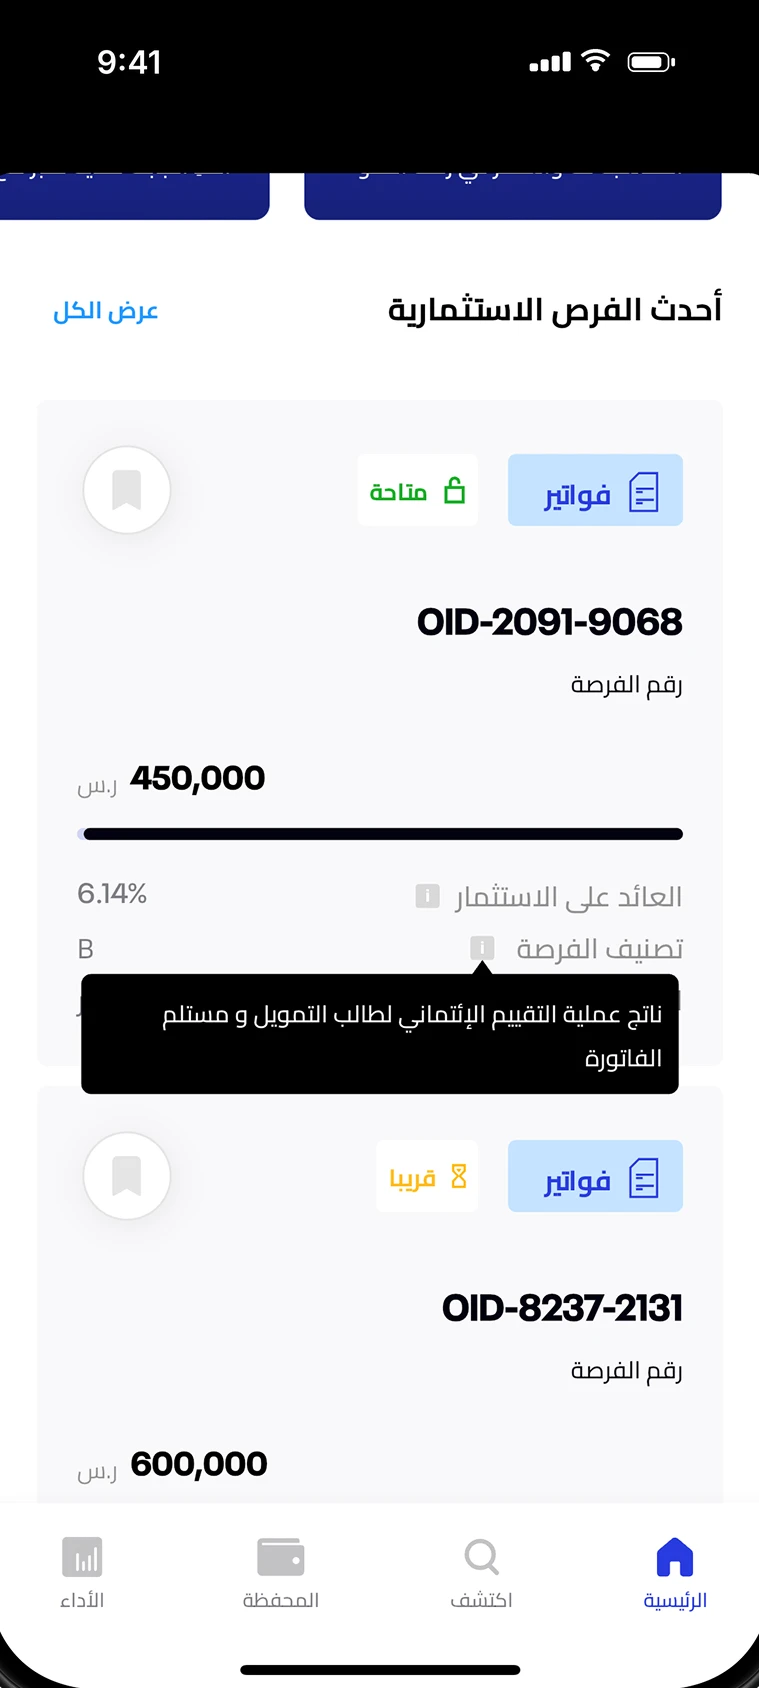 9:41
أحدث الفرص الاستثمارية
عرض الكل
فواتير
متاحة
OID-2091-9068
رقم الفرصة
450,000 ر.س
العائد على الاستثمار
6.14%
تصنيف الفرصة
B
ناتج عملية التقييم الإئتماني لطالب التمويل و مستلم
الفاتورة
فواتير
قريبا
OID-8237-2131
رقم الفرصة
600,000 ر.س
الرئيسية
اكتشف
المحفظة
الأداء